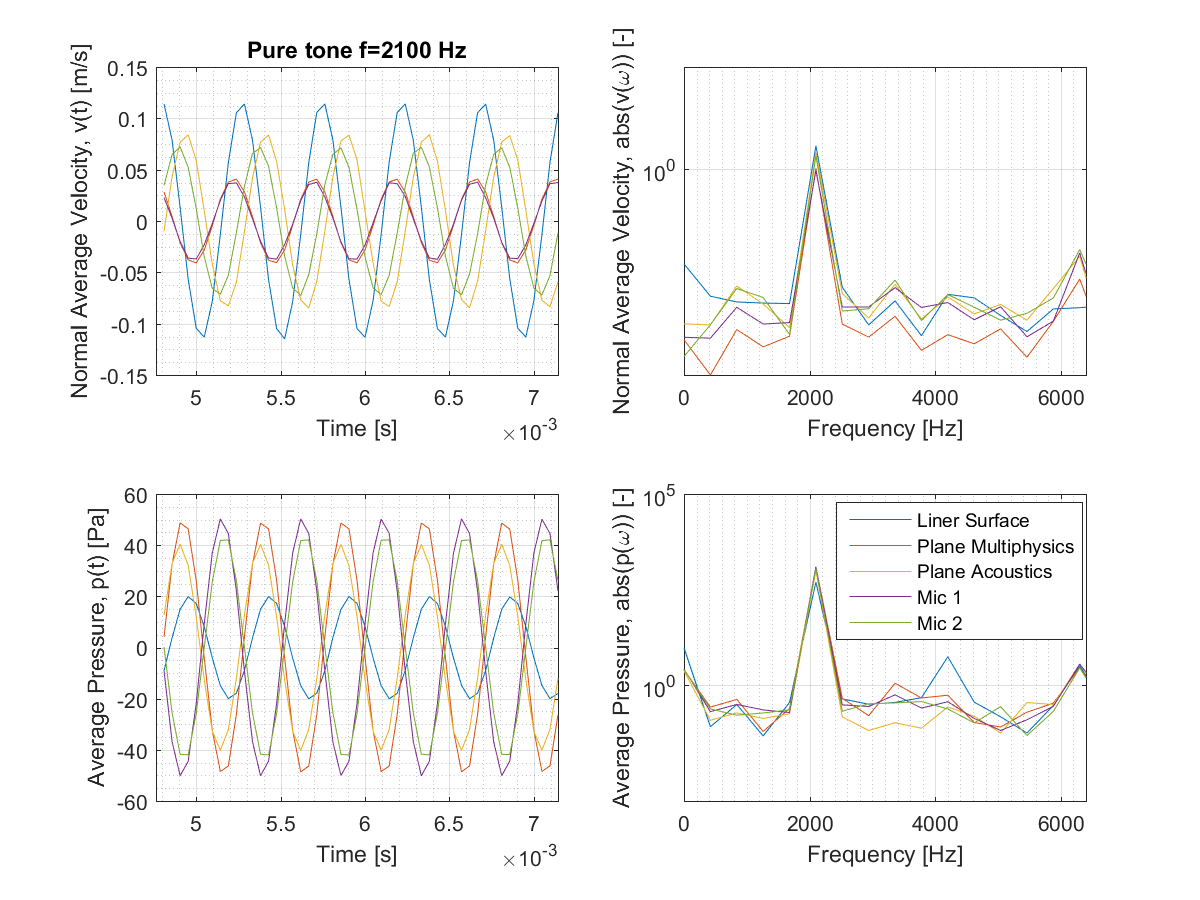 Pure tone f=2100 Hz
Normal Average Velocity, v(t) [m/s]
0.15
0.1
0.05
0
-0.05
-0.1
-0.15
5
5.5
6
6.5
7
Time [s]
×10^-3
Normal Average Velocity, abs(v(ω)) [-]
10^0
0
2000
4000
6000
Frequency [Hz]
Average Pressure, p(t) [Pa]
60
40
20
0
-20
-40
-60
5
5.5
6
6.5
7
Time [s]
×10^-3
Average Pressure, abs(p(ω)) [-]
10^5
10^0
Liner Surface
Plane Multiphysics
Plane Acoustics
Mic 1
Mic 2
0
2000
4000
6000
Frequency [Hz]